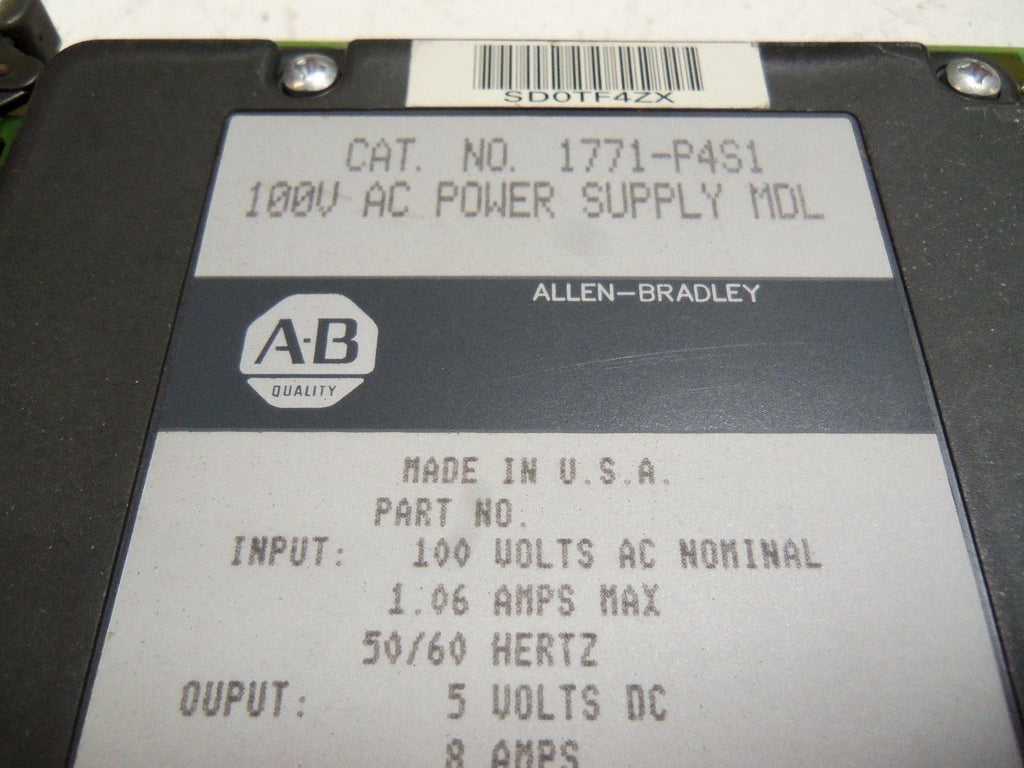 SD0TF4ZX
CAT. NO. 1771-P4S1
100V AC POWER SUPPLY MDL
ALLEN-BRADLEY
A-B
QUALITY
MADE IN U.S.A.
PART NO.
INPUT: 100 VOLTS AC NOMINAL
1.06 AMPS MAX
50/60 HERTZ
OUPUT: 5 VOLTS DC
8 AMPS